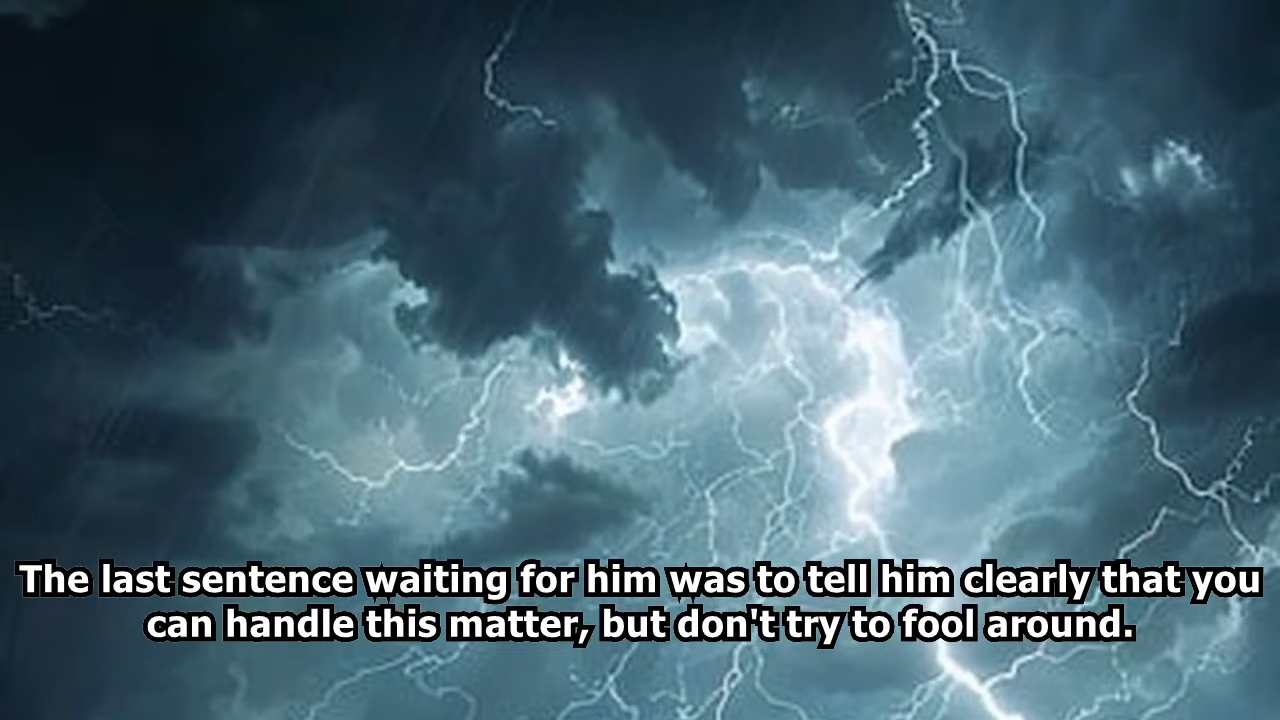 The last sentence waiting for him was to tell him clearly that you
can handle this matter, but don't try to fool around.